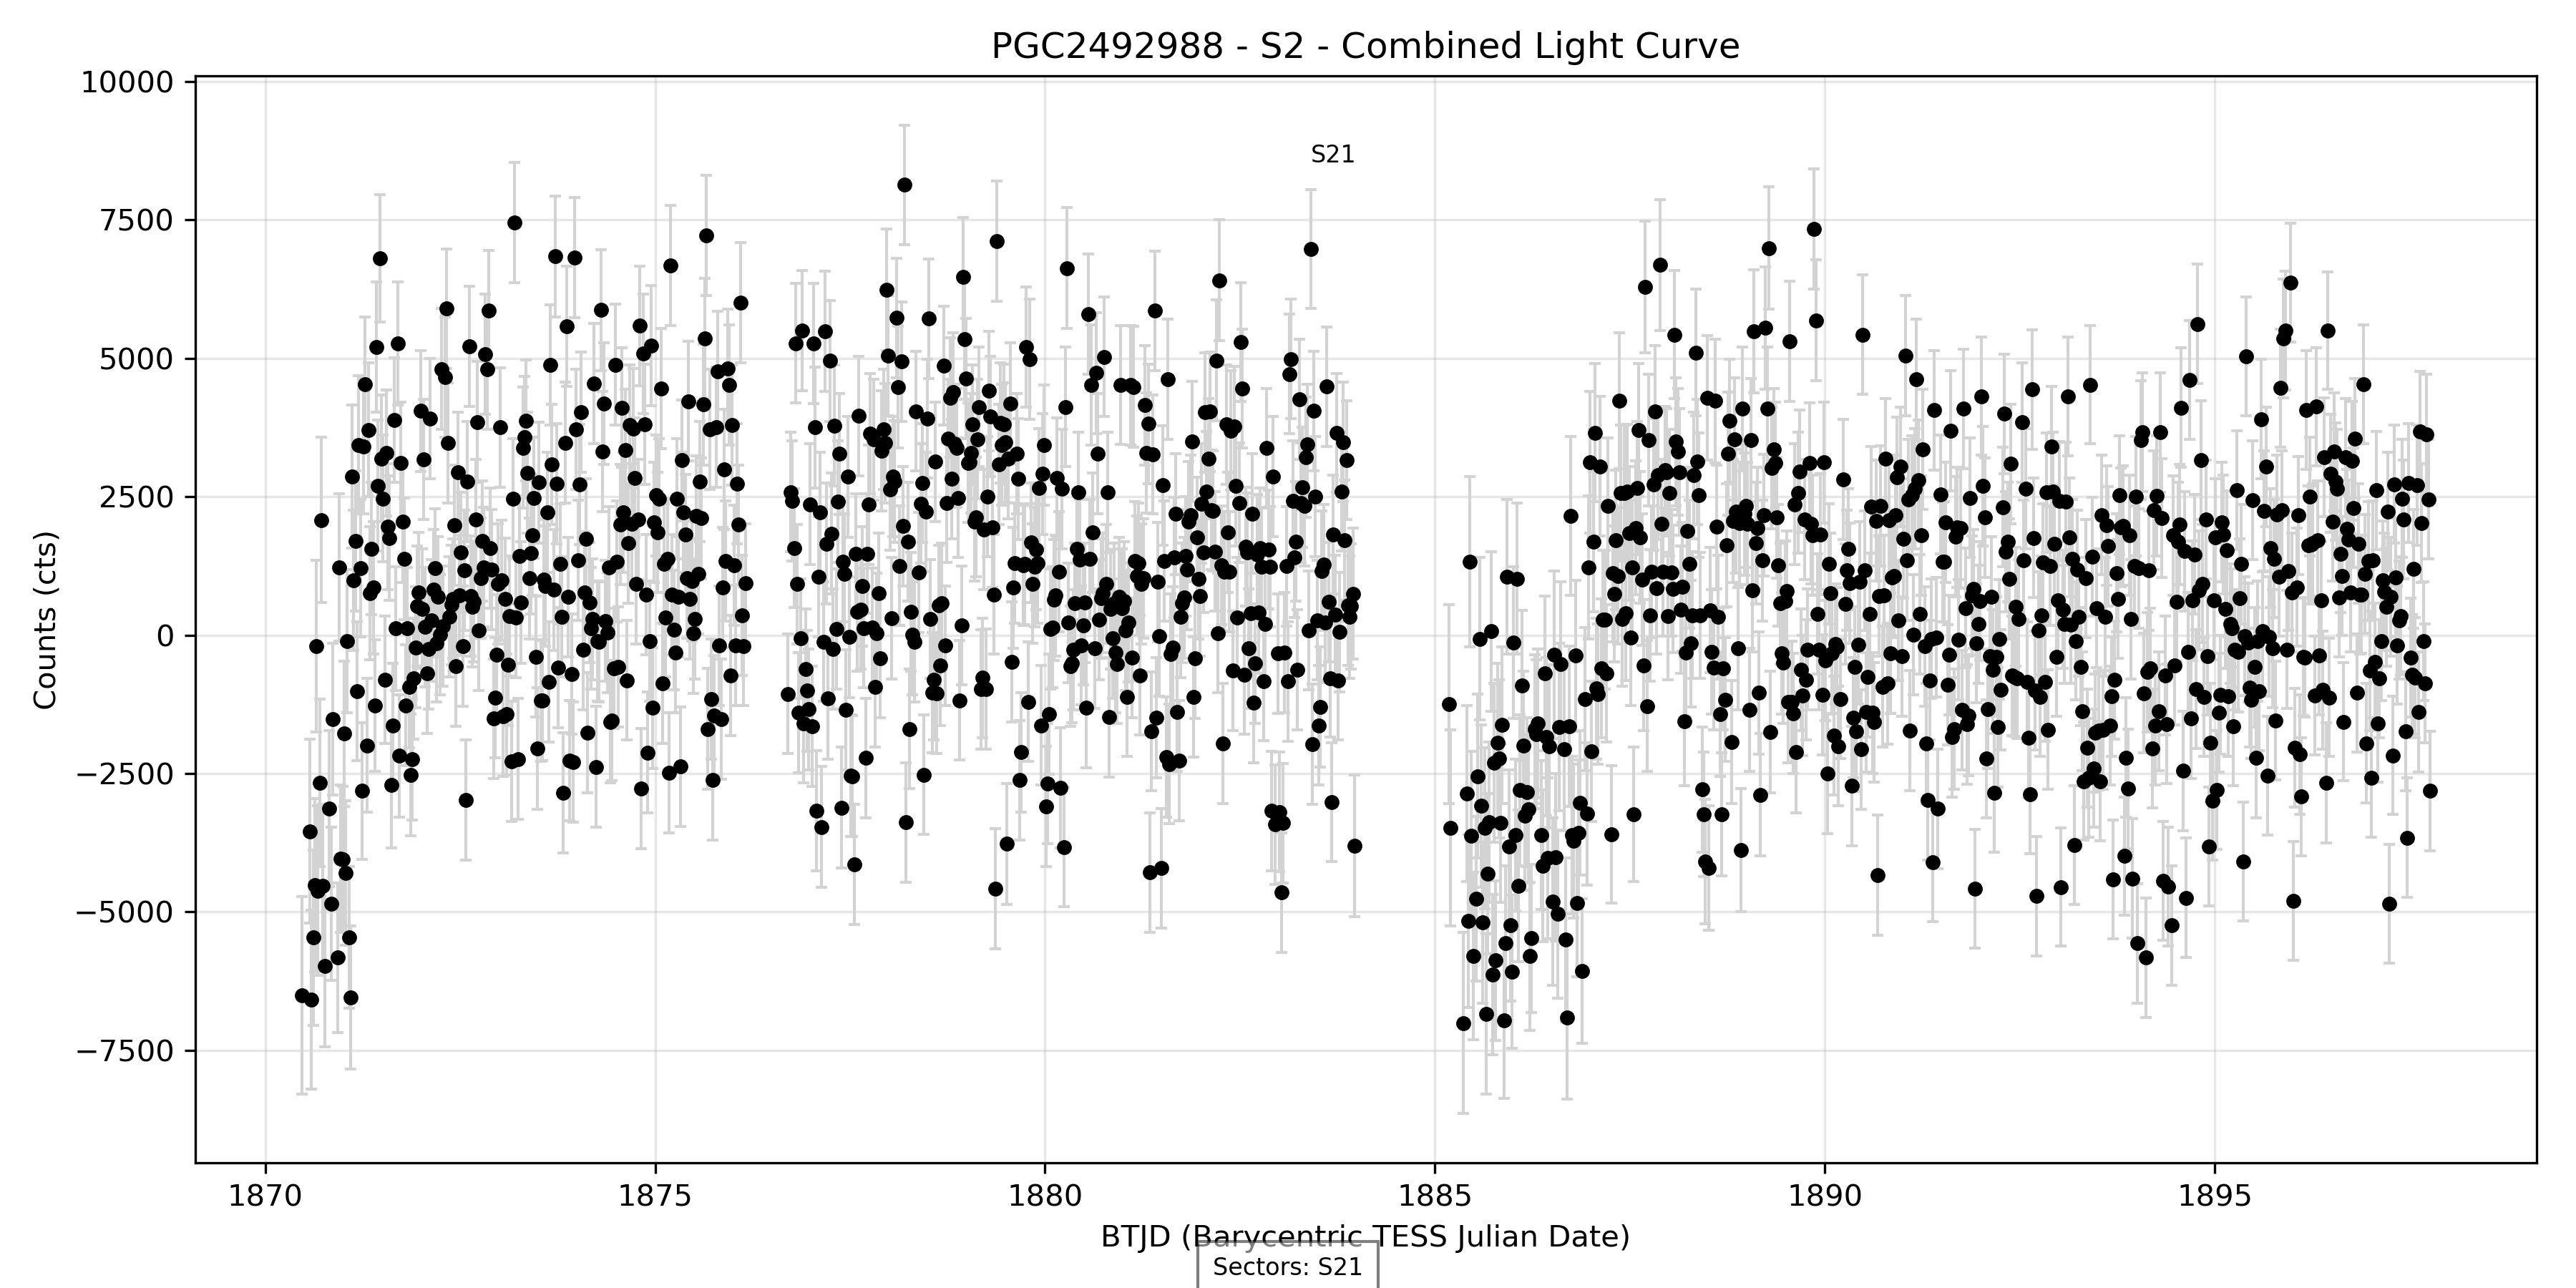 PGC2492988 - S2 - Combined Light Curve
10000
7500
5000
2500
0
−2500
−5000
−7500
Counts (cts)
S21
1870 1875 1880 1885 1890 1895
BTJD (Barycentric TESS Julian Date)
Sectors: S21